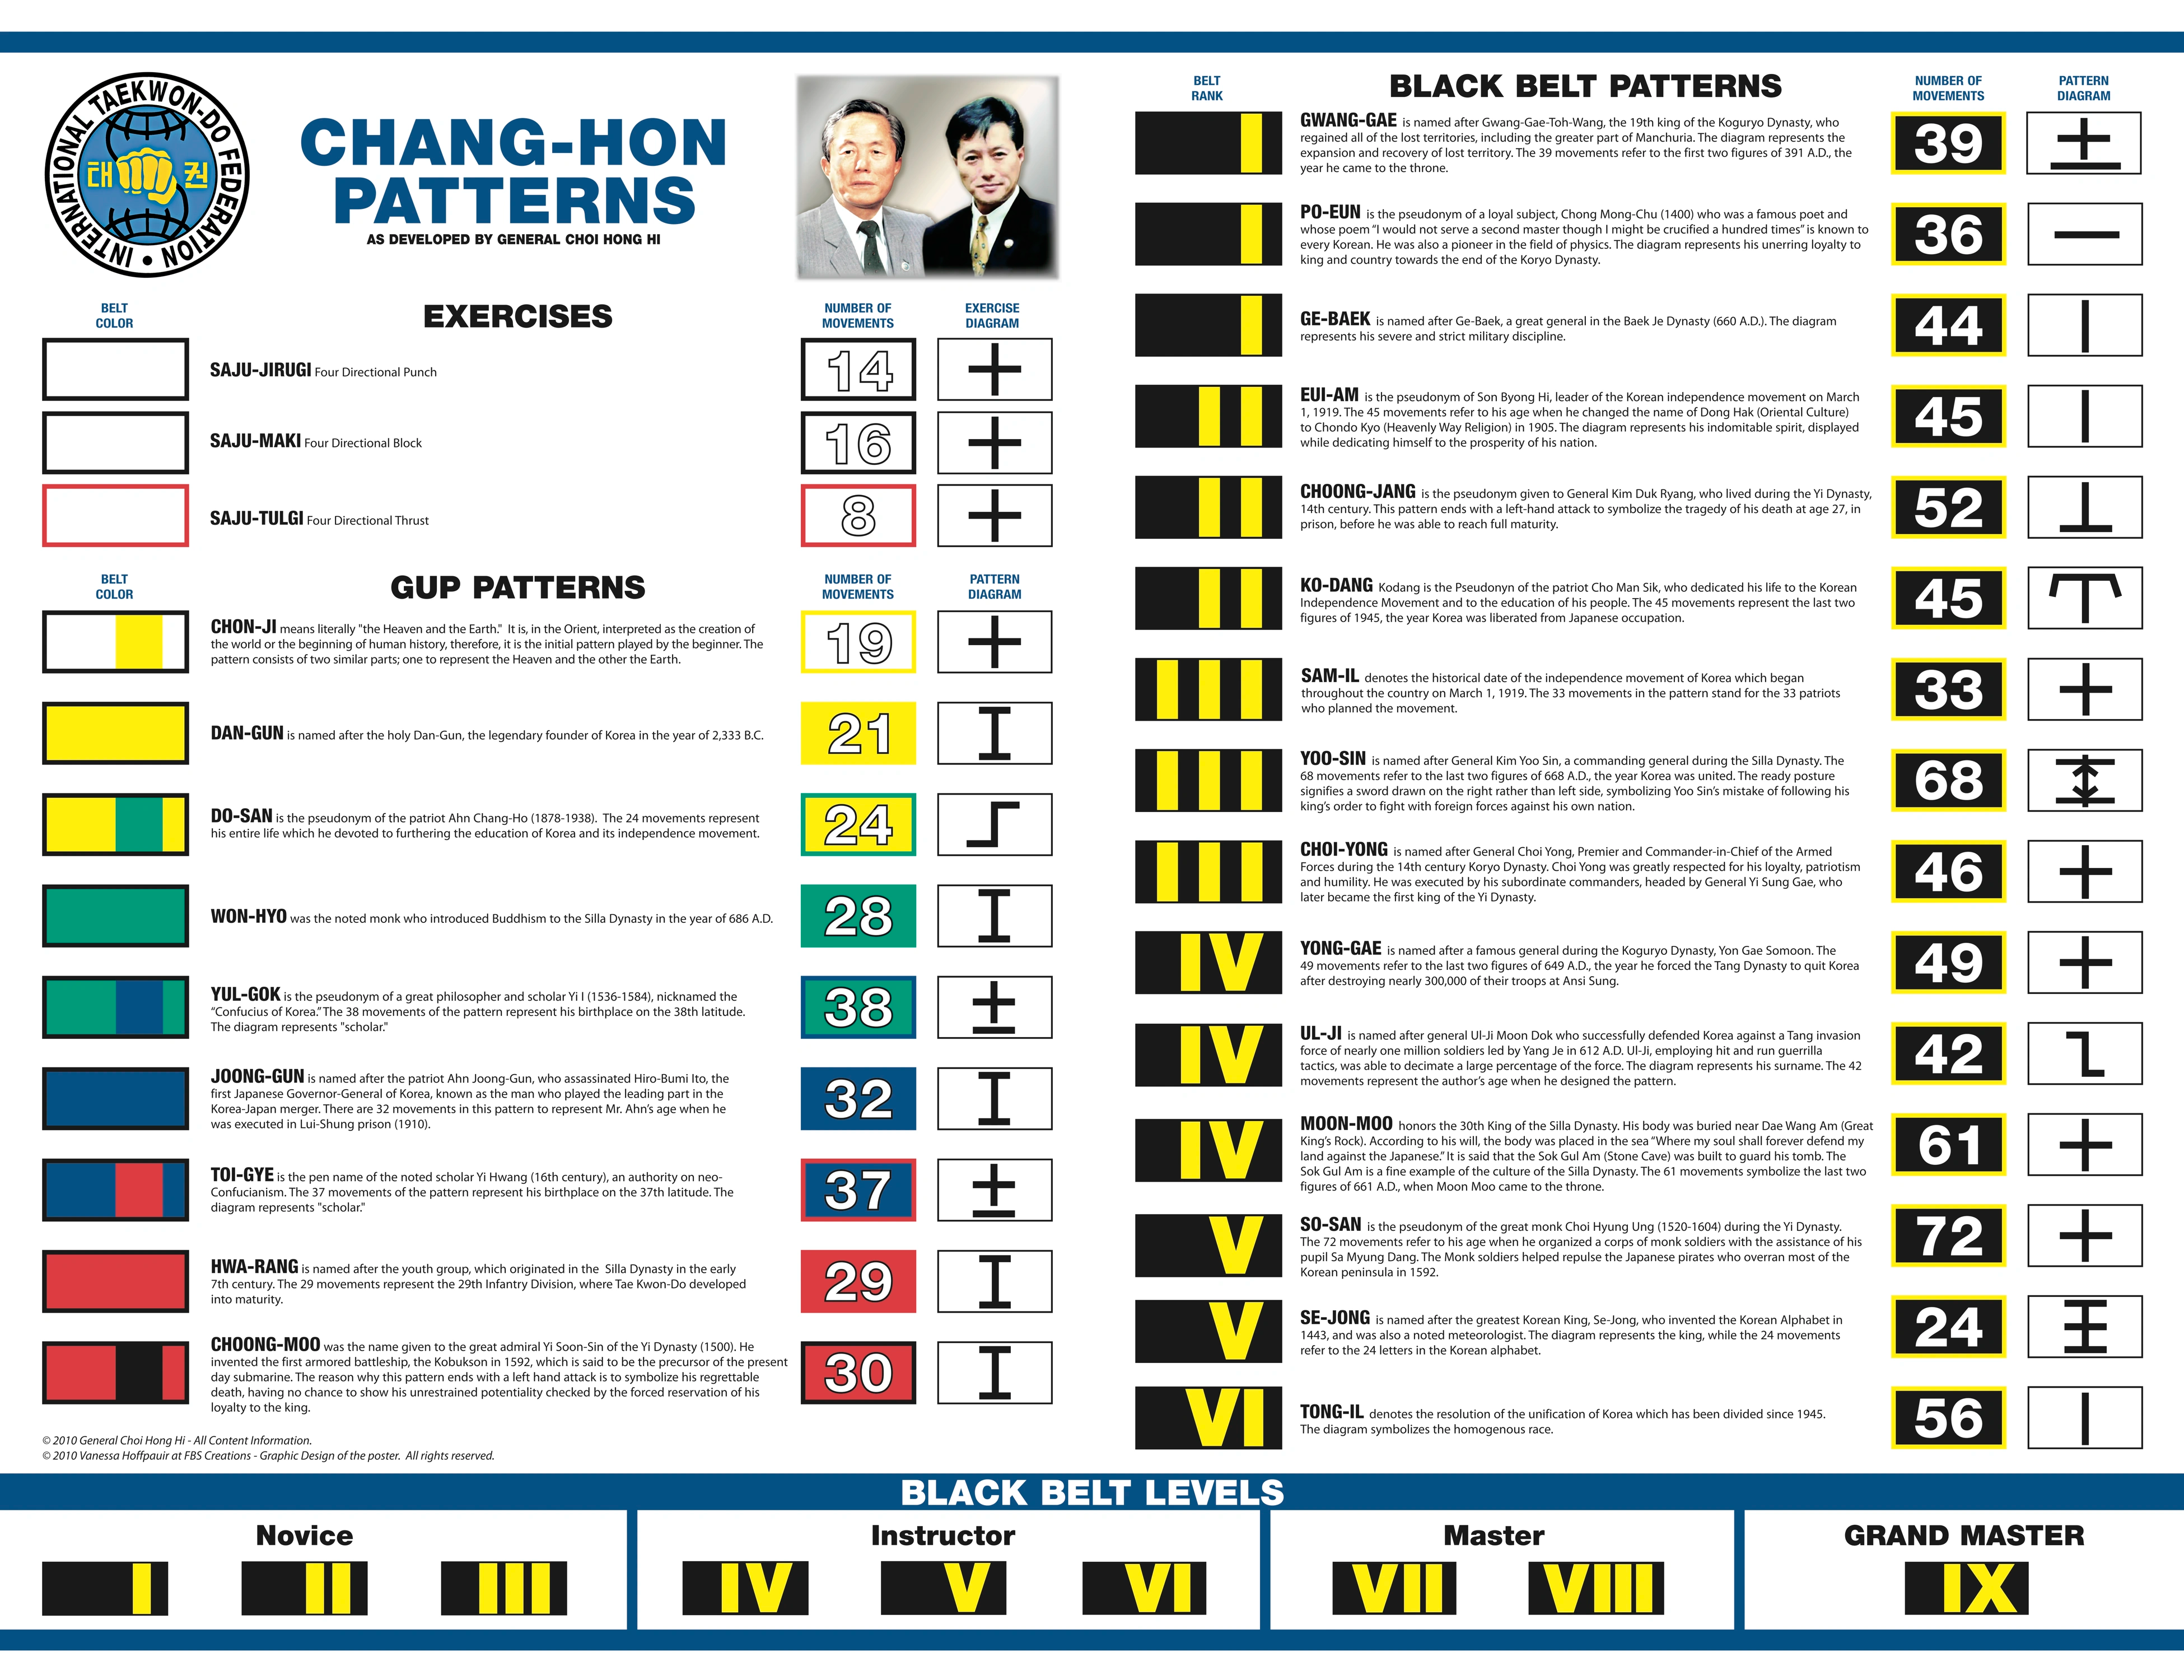 INTERNATIONAL TAEKWON-DO FEDERATION
태 권
CHANG-HON
PATTERNS
AS DEVELOPED BY GENERAL CHOI HONG HI
BELT
COLOR
EXERCISES
NUMBER OF
MOVEMENTS
EXERCISE
DIAGRAM
SAJU-JIRUGI Four Directional Punch
14
SAJU-MAKI Four Directional Block
16
SAJU-TULGI Four Directional Thrust
8
BELT
COLOR
GUP PATTERNS
NUMBER OF
MOVEMENTS
PATTERN
DIAGRAM
CHON-JI means literally "the Heaven and the Earth." It is, in the Orient, interpreted as the creation of
the world or the beginning of human history, therefore, it is the initial pattern played by the beginner. The
pattern consists of two similar parts; one to represent the Heaven and the other the Earth.
19
DAN-GUN is named after the holy Dan-Gun, the legendary founder of Korea in the year of 2,333 B.C.
21
DO-SAN is the pseudonym of the patriot Ahn Chang-Ho (1878-1938). The 24 movements represent
his entire life which he devoted to furthering the education of Korea and its independence movement.
24
WON-HYO was the noted monk who introduced Buddhism to the Silla Dynasty in the year of 686 A.D.
28
YUL-GOK is the pseudonym of a great philosopher and scholar Yi I (1536-1584), nicknamed the
“Confucius of Korea.” The 38 movements of the pattern represent his birthplace on the 38th latitude.
The diagram represents "scholar."
38
JOONG-GUN is named after the patriot Ahn Joong-Gun, who assassinated Hiro-Bumi Ito, the
first Japanese Governor-General of Korea, known as the man who played the leading part in the
Korea-Japan merger. There are 32 movements in this pattern to represent Mr. Ahn’s age when he
was executed in Lui-Shung prison (1910).
32
TOI-GYE is the pen name of the noted scholar Yi Hwang (16th century), an authority on neo-
Confucianism. The 37 movements of the pattern represent his birthplace on the 37th latitude. The
diagram represents "scholar."
37
HWA-RANG is named after the youth group, which originated in the Silla Dynasty in the early
7th century. The 29 movements represent the 29th Infantry Division, where Tae Kwon-Do developed
into maturity.
29
CHOONG-MOO was the name given to the great admiral Yi Soon-Sin of the Yi Dynasty (1500). He
invented the first armored battleship, the Kobukson in 1592, which is said to be the precursor of the present
day submarine. The reason why this pattern ends with a left hand attack is to symbolize his regrettable
death, having no chance to show his unrestrained potentiality checked by the forced reservation of his
loyalty to the king.
30
© 2010 General Choi Hong Hi - All Content Information.
© 2010 Vanessa Hoffpauir at FBS Creations - Graphic Design of the poster. All rights reserved.
BELT
RANK
BLACK BELT PATTERNS
NUMBER OF
MOVEMENTS
PATTERN
DIAGRAM
GWANG-GAE is named after Gwang-Gae-Toh-Wang, the 19th king of the Koguryo Dynasty, who
regained all of the lost territories, including the greater part of Manchuria. The diagram represents the
expansion and recovery of lost territory. The 39 movements refer to the first two figures of 391 A.D., the
year he came to the throne.
39
PO-EUN is the pseudonym of a loyal subject, Chong Mong-Chu (1400) who was a famous poet and
whose poem “I would not serve a second master though I might be crucified a hundred times” is known to
every Korean. He was also a pioneer in the field of physics. The diagram represents his unerring loyalty to
king and country towards the end of the Koryo Dynasty.
36
GE-BAEK is named after Ge-Baek, a great general in the Baek Je Dynasty (660 A.D.). The diagram
represents his severe and strict military discipline.
44
EUI-AM is the pseudonym of Son Byong Hi, leader of the Korean independence movement on March
1, 1919. The 45 movements refer to his age when he changed the name of Dong Hak (Oriental Culture)
to Chondo Kyo (Heavenly Way Religion) in 1905. The diagram represents his indomitable spirit, displayed
while dedicating himself to the prosperity of his nation.
45
CHOONG-JANG is the pseudonym given to General Kim Duk Ryang, who lived during the Yi Dynasty,
14th century. This pattern ends with a left-hand attack to symbolize the tragedy of his death at age 27, in
prison, before he was able to reach full maturity.
52
KO-DANG Kodang is the Pseudonyn of the patriot Cho Man Sik, who dedicated his life to the Korean
Independence Movement and to the education of his people. The 45 movements represent the last two
figures of 1945, the year Korea was liberated from Japanese occupation.
45
SAM-IL denotes the historical date of the independence movement of Korea which began
throughout the country on March 1, 1919. The 33 movements in the pattern stand for the 33 patriots
who planned the movement.
33
YOO-SIN is named after General Kim Yoo Sin, a commanding general during the Silla Dynasty. The
68 movements refer to the last two figures of 668 A.D., the year Korea was united. The ready posture
signifies a sword drawn on the right rather than left side, symbolizing Yoo Sin’s mistake of following his
king’s order to fight with foreign forces against his own nation.
68
CHOI-YONG is named after General Choi Yong, Premier and Commander-in-Chief of the Armed
Forces during the 14th century Koryo Dynasty. Choi Yong was greatly respected for his loyalty, patriotism
and humility. He was executed by his subordinate commanders, headed by General Yi Sung Gae, who
later became the first king of the Yi Dynasty.
46
IV
YONG-GAE is named after a famous general during the Koguryo Dynasty, Yon Gae Somoon. The
49 movements refer to the last two figures of 649 A.D., the year he forced the Tang Dynasty to quit Korea
after destroying nearly 300,000 of their troops at Ansi Sung.
49
IV
UL-JI is named after general Ul-Ji Moon Dok who successfully defended Korea against a Tang invasion
force of nearly one million soldiers led by Yang Je in 612 A.D. Ul-Ji, employing hit and run guerrilla
tactics, was able to decimate a large percentage of the force. The diagram represents his surname. The 42
movements represent the author’s age when he designed the pattern.
42
IV
MOON-MOO honors the 30th King of the Silla Dynasty. His body was buried near Dae Wang Am (Great
King’s Rock). According to his will, the body was placed in the sea “Where my soul shall forever defend my
land against the Japanese.” It is said that the Sok Gul Am (Stone Cave) was built to guard his tomb. The
Sok Gul Am is a fine example of the culture of the Silla Dynasty. The 61 movements symbolize the last two
figures of 661 A.D., when Moon Moo came to the throne.
61
V
SO-SAN is the pseudonym of the great monk Choi Hyung Ung (1520-1604) during the Yi Dynasty.
The 72 movements refer to his age when he organized a corps of monk soldiers with the assistance of his
pupil Sa Myung Dang. The Monk soldiers helped repulse the Japanese pirates who overran most of the
Korean peninsula in 1592.
72
V
SE-JONG is named after the greatest Korean King, Se-Jong, who invented the Korean Alphabet in
1443, and was also a noted meteorologist. The diagram represents the king, while the 24 movements
refer to the 24 letters in the Korean alphabet.
24
VI
TONG-IL denotes the resolution of the unification of Korea which has been divided since 1945.
The diagram symbolizes the homogenous race.
56
BLACK BELT LEVELS
Novice
I II III
Instructor
IV V VI
Master
VII VIII
GRAND MASTER
IX